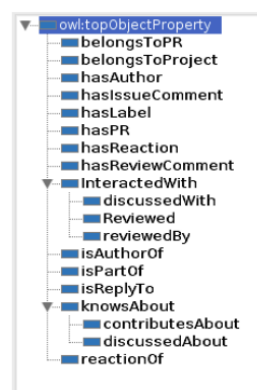 owl:topObjectProperty
belongsToPR
belongsToProject
hasAuthor
hasIssueComment
hasLabel
hasPR
hasReaction
hasReviewComment
InteractedWith
discussedWith
Reviewed
reviewedBy
isAuthorOf
isPartOf
isReplyTo
knowsAbout
contributesAbout
discussedAbout
reactionOf